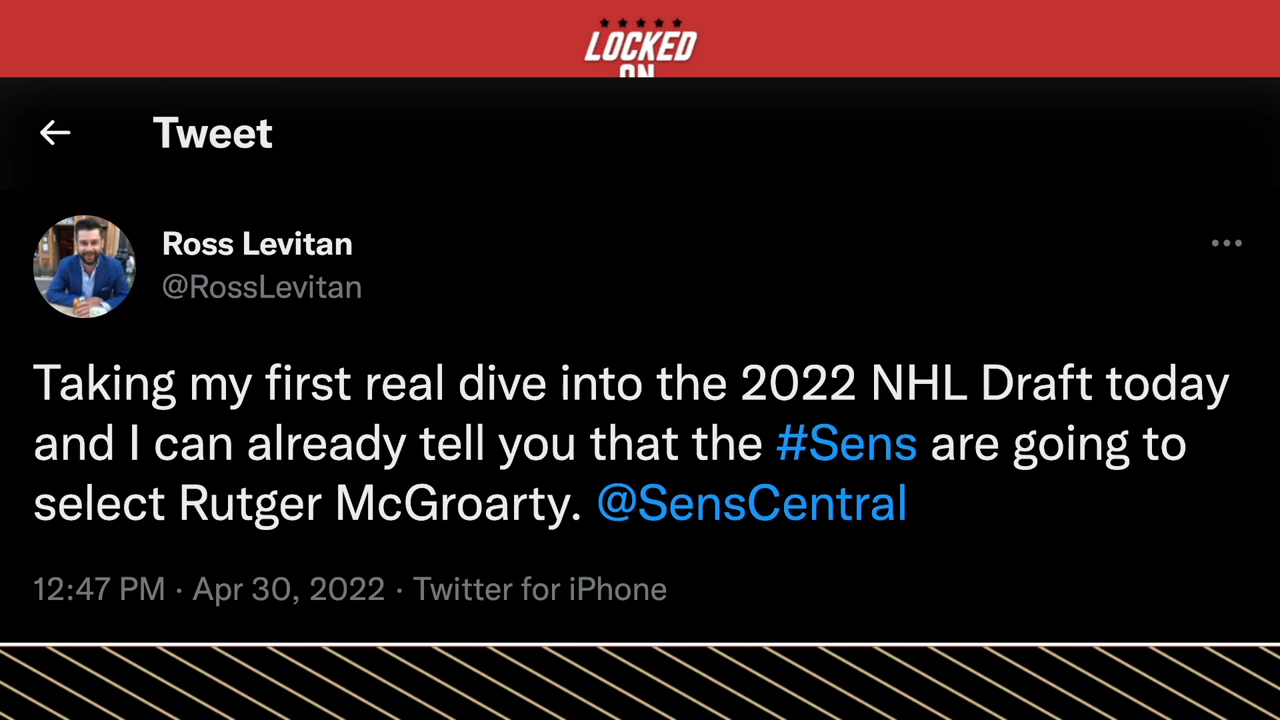 LOCKED
ON
Tweet
Ross Levitan
@RossLevitan
Taking my first real dive into the 2022 NHL Draft today
and I can already tell you that the #Sens are going to
select Rutger McGroarty. @SensCentral
12:47 PM · Apr 30, 2022 · Twitter for iPhone